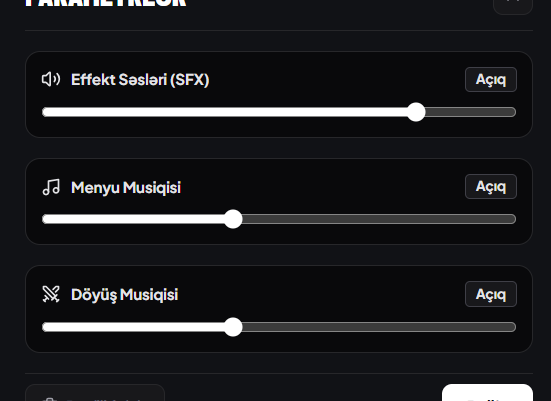 Effekt Səsləri (SFX)
Açıq
Menyu Musiqisi
Açıq
Döyüş Musiqisi
Açıq